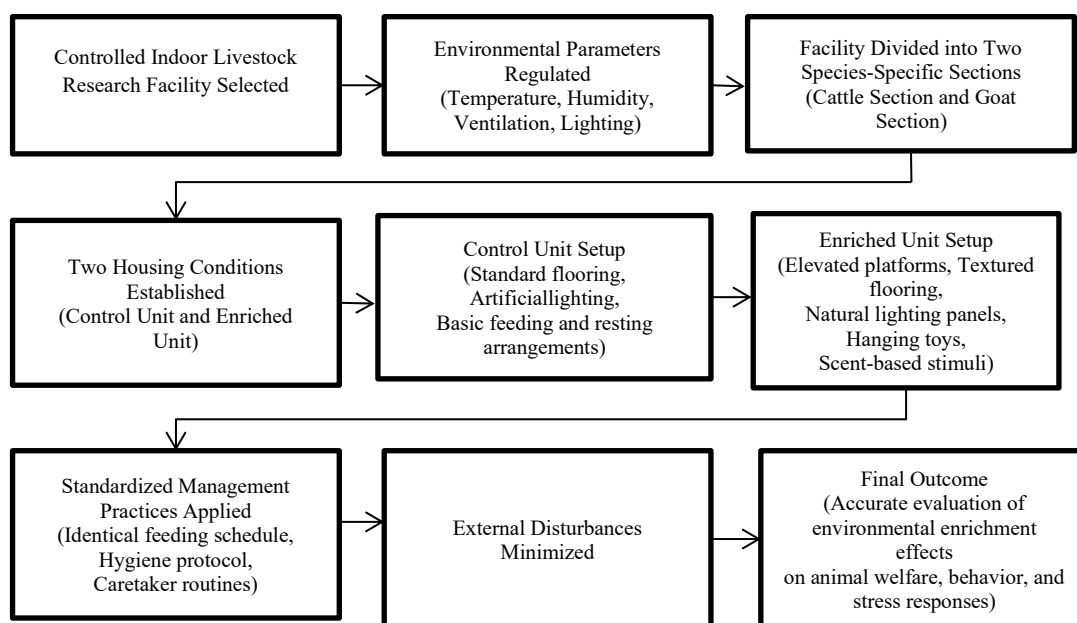 Controlled Indoor Livestock
Research Facility Selected
Environmental Parameters
Regulated
(Temperature, Humidity,
Ventilation, Lighting)
Facility Divided into Two
Species-Specific Sections
(Cattle Section and Goat
Section)
Two Housing Conditions
Established
(Control Unit and Enriched
Unit)
Control Unit Setup
(Standard flooring,
Artificiallighting,
Basic feeding and resting
arrangements)
Enriched Unit Setup
(Elevated platforms, Textured
flooring,
Natural lighting panels,
Hanging toys,
Scent-based stimuli)
Standardized Management
Practices Applied
(Identical feeding schedule,
Hygiene protocol,
Caretaker routines)
External Disturbances
Minimized
Final Outcome
(Accurate evaluation of
environmental enrichment
effects
on animal welfare, behavior, and
stress responses)